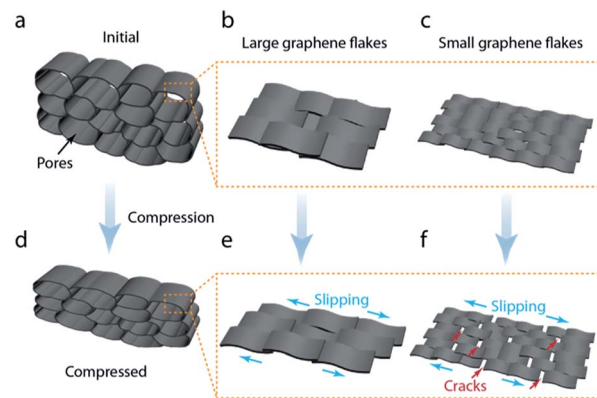 a
Initial
Pores
b
Large graphene flakes
c
Small graphene flakes
Compression
d
Compressed
e
Slipping
f
Slipping
Cracks